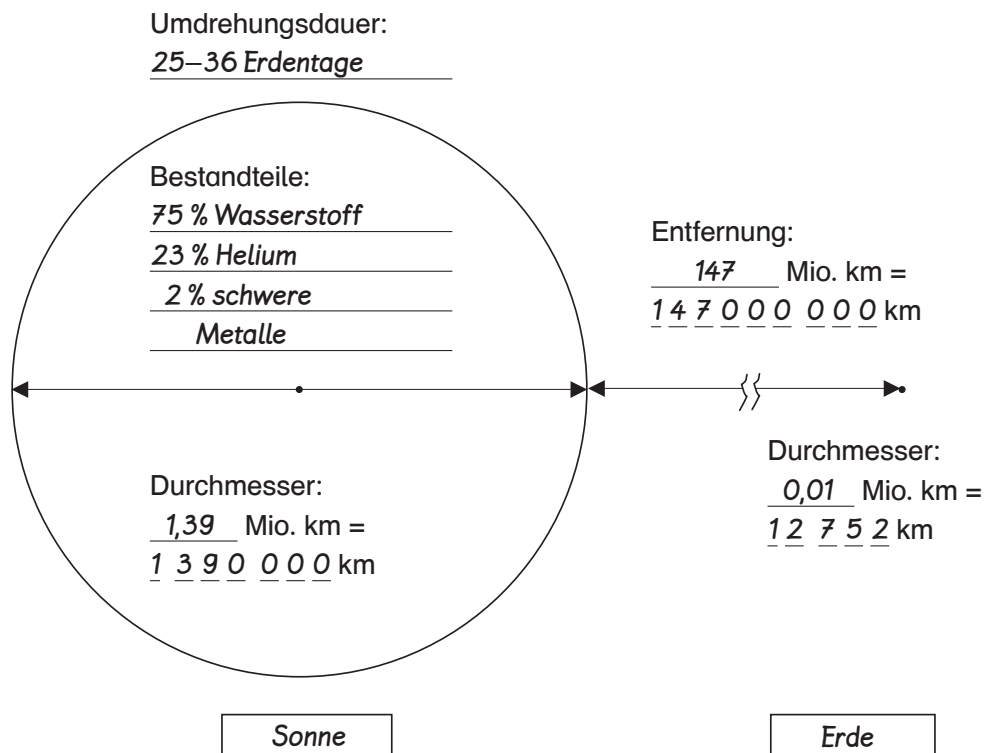 Umdrehungsdauer:
25–36 Erdentage
Bestandteile:
75 % Wasserstoff
23 % Helium
2 % schwere
Metalle
Entfernung:
147 Mio. km =
147 000 000 km
Durchmesser:
1,39 Mio. km =
1 390 000 km
Durchmesser:
0,01 Mio. km =
12 752 km
Sonne
Erde